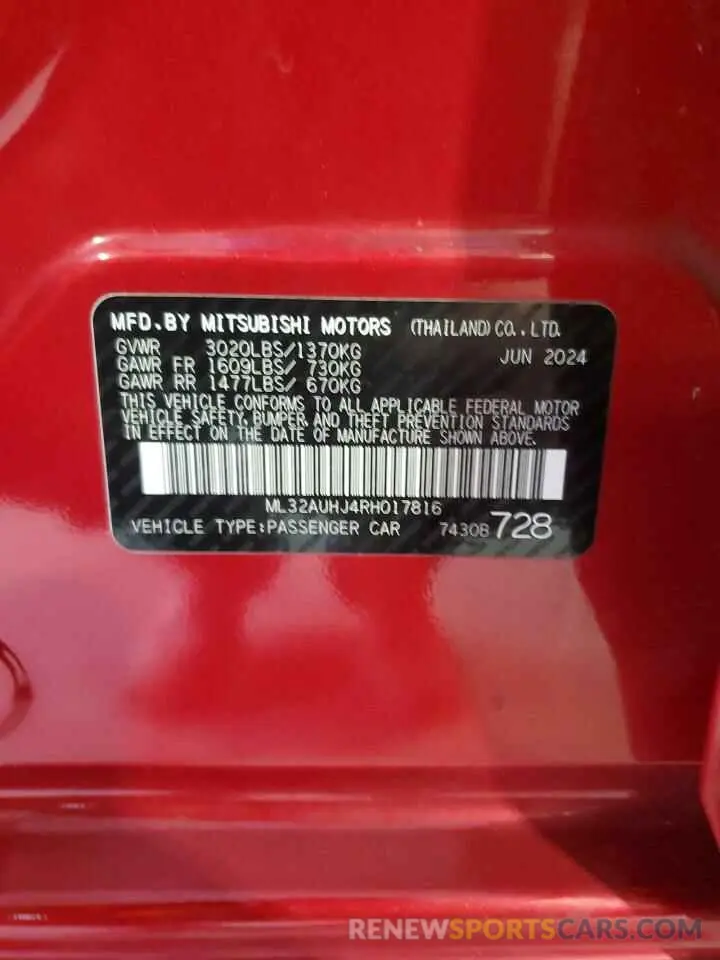 MFD.BY MITSUBISHI MOTORS (THAILAND)CO.,LTD.
GVWR 3020LBS/1370KG JUN 2024
GAWR FR 1609LBS/ 730KG
GAWR RR 1477LBS/ 670KG
THIS VEHICLE CONFORMS TO ALL APPLICABLE FEDERAL MOTOR
VEHICLE SAFETY, BUMPER, AND THEFT PREVENTION STANDARDS
IN EFFECT ON THE DATE OF MANUFACTURE SHOWN ABOVE.
ML32AUHJ4RH017816
VEHICLE TYPE:PASSENGER CAR 7430B 728
RENEWSPORTSCARS.COM